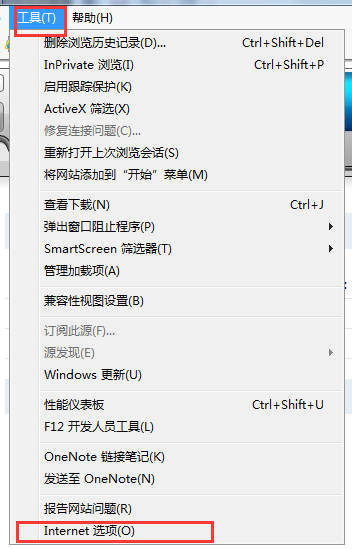 工具(T) 帮助(H)
删除浏览历史记录(D)... Ctrl+Shift+Del
InPrivate 浏览(I) Ctrl+Shift+P
启用跟踪保护(K)
ActiveX 筛选(X)
修复连接问题(C)...
重新打开上次浏览会话(S)
将网站添加到“开始”菜单(M)
查看下载(N) Ctrl+J
弹出窗口阻止程序(P)
SmartScreen 筛选器(T)
管理加载项(A)
兼容性视图设置(B)
订阅此源(F)...
源发现(E)
Windows 更新(U)
性能仪表板 Ctrl+Shift+U
F12 开发人员工具(L)
OneNote 链接笔记(K)
发送至 OneNote(N)
报告网站问题(R)
Internet 选项(O)